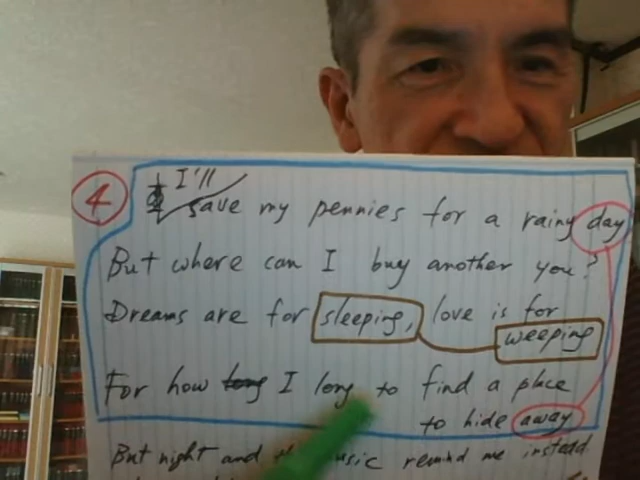 4
I'll
save my pennies for a rainy day
But where can I buy another you?
Dreams are for sleeping, love is for
weeping
For how long I long to find a place
to hide away
But night and music remind me instead